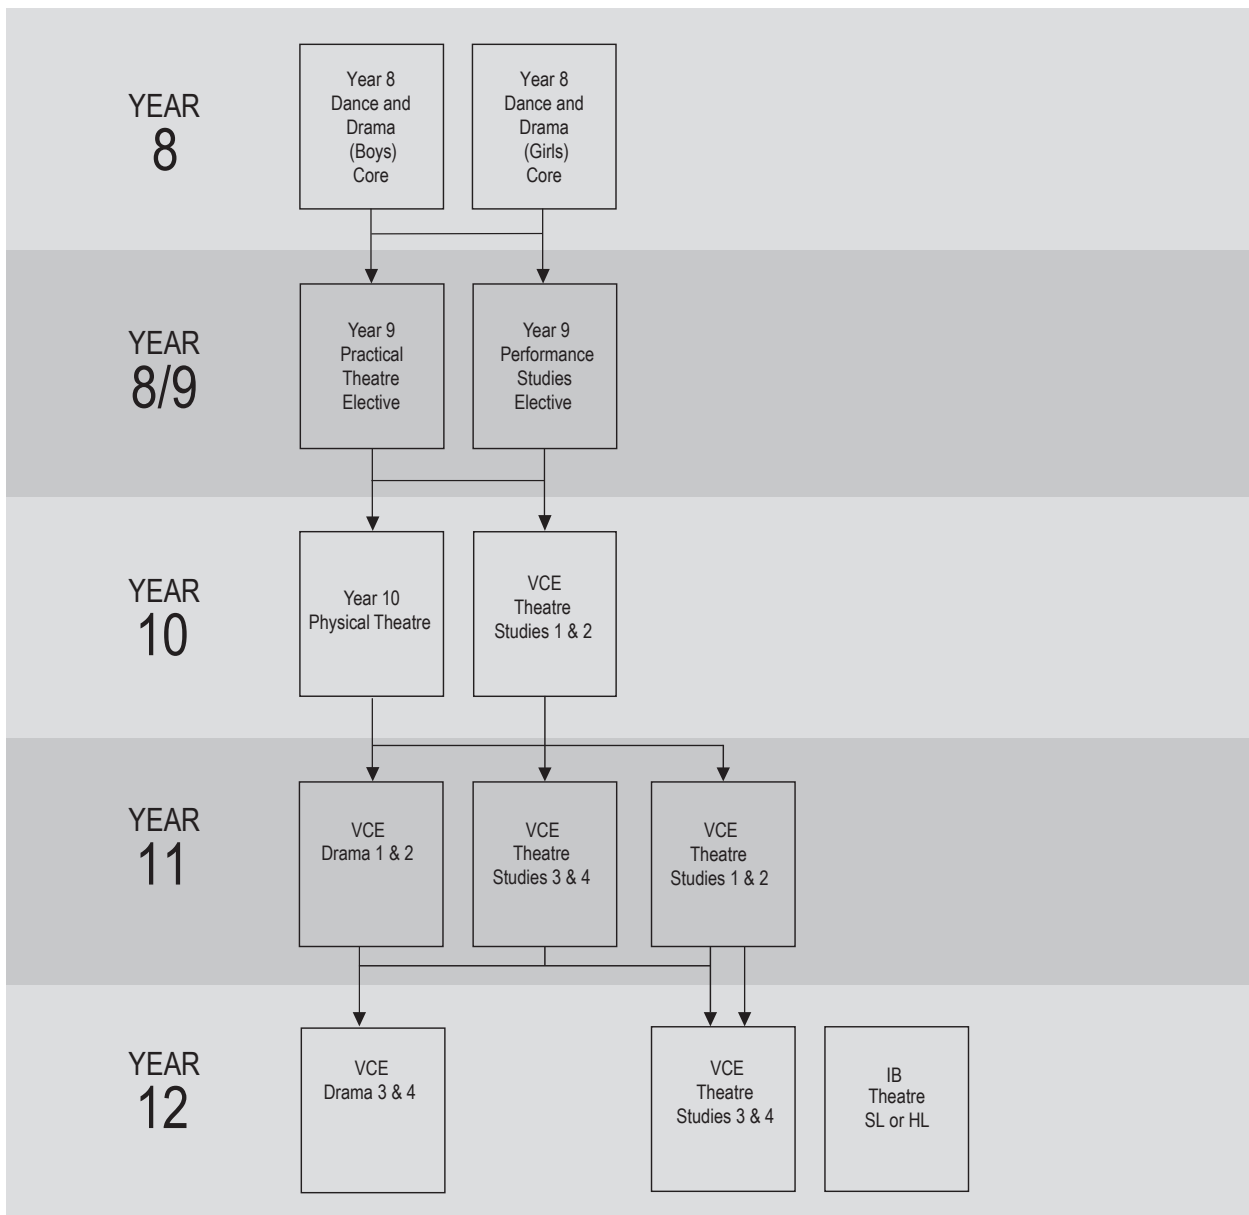 YEAR
8
Year 8
Dance and
Drama
(Boys)
Core
Year 8
Dance and
Drama
(Girls)
Core
YEAR
8/9
Year 9
Practical
Theatre
Elective
Year 9
Performance
Studies
Elective
YEAR
10
Year 10
Physical Theatre
VCE
Theatre
Studies 1 & 2
YEAR
11
VCE
Drama 1 & 2
VCE
Theatre
Studies 3 & 4
VCE
Theatre
Studies 1 & 2
YEAR
12
VCE
Drama 3 & 4
VCE
Theatre
Studies 3 & 4
IB
Theatre
SL or HL